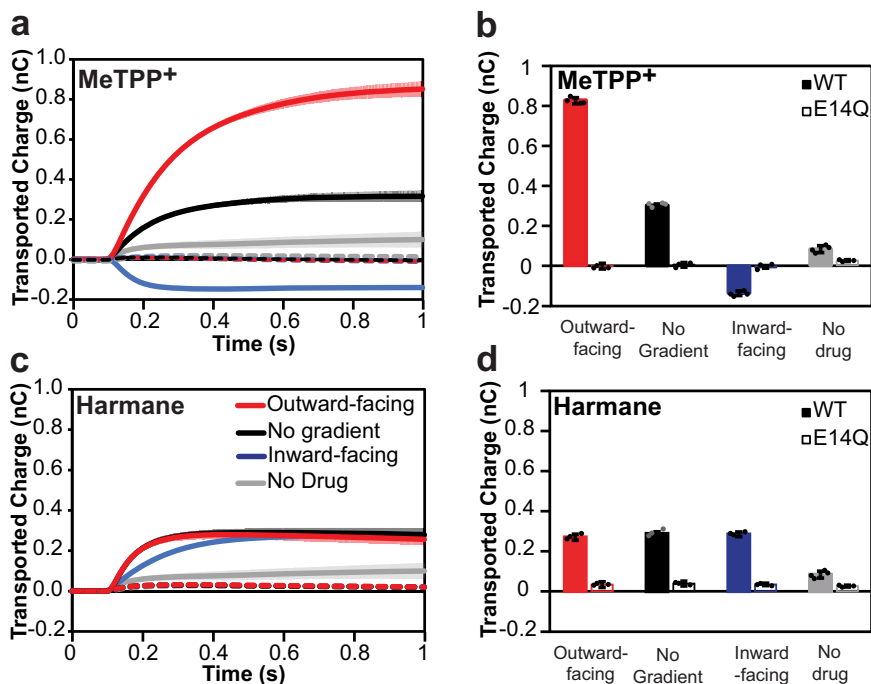 a
MeTPP+
Transported Charge (nC)
1.0
0.8
0.6
0.4
0.2
0.0
-0.2
0
0.2
0.4
0.6
0.8
1
Time (s)
b
MeTPP+
WT
E14Q
Transported Charge (nC)
1
0.8
0.6
0.4
0.2
0
-0.2
Outward-
facing
No
Gradient
Inward-
facing
No
drug
c
Harmane
Outward-facing
No gradient
Inward-facing
No Drug
Transported Charge (nC)
1.0
0.8
0.6
0.4
0.2
0.0
-0.2
0
0.2
0.4
0.6
0.8
1
Time (s)
d
Harmane
WT
E14Q
Transported Charge (nC)
1
0.8
0.6
0.4
0.2
0
-0.2
Outward-
facing
No
Gradient
Inward
-facing
No
drug